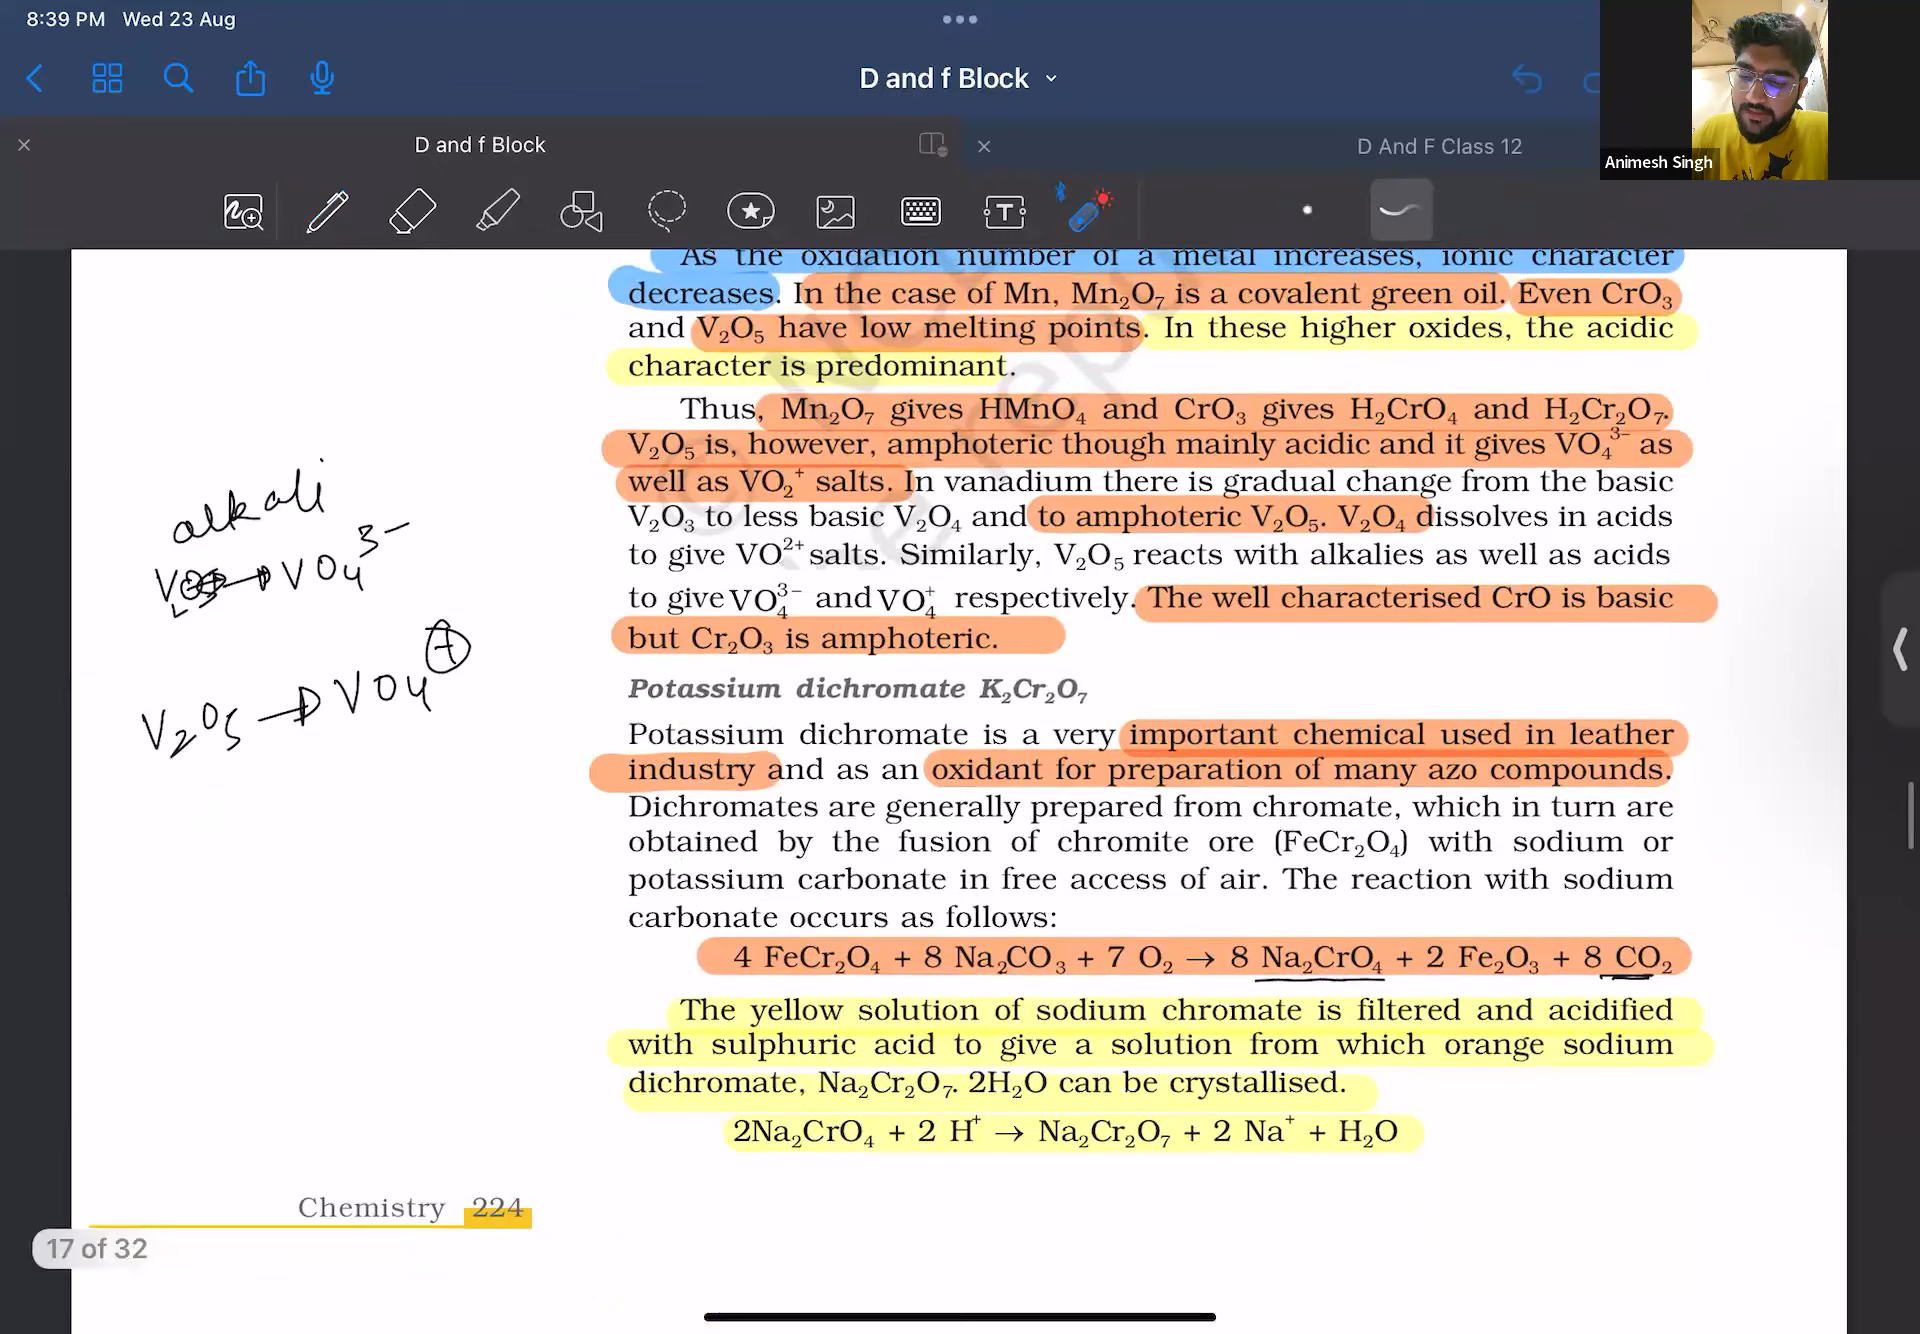 8:39 PM Wed 23 Aug
D and f Block
Animesh Singh
D and f Block
D And F Class 12
As the oxidation number of a metal increases, ionic character
decreases. In the case of Mn, Mn₂O₇ is a covalent green oil. Even CrO₃
and V₂O₅ have low melting points. In these higher oxides, the acidic
character is predominant.
Thus, Mn₂O₇ gives HMnO₄ and CrO₃ gives H₂CrO₄ and H₂Cr₂O₇.
V₂O₅ is, however, amphoteric though mainly acidic and it gives VO₄³⁻ as
well as VO₂⁺ salts. In vanadium there is gradual change from the basic
V₂O₃ to less basic V₂O₄ and to amphoteric V₂O₅. V₂O₄ dissolves in acids
to give VO²⁺ salts. Similarly, V₂O₅ reacts with alkalies as well as acids
to give VO₄³⁻ and VO₄⁺ respectively. The well characterised CrO is basic
but Cr₂O₃ is amphoteric.
alkali
→ VO₄³⁻
V₂O₅ → VO₄⁺
Potassium dichromate K₂Cr₂O₇
Potassium dichromate is a very important chemical used in leather
industry and as an oxidant for preparation of many azo compounds.
Dichromates are generally prepared from chromate, which in turn are
obtained by the fusion of chromite ore (FeCr₂O₄) with sodium or
potassium carbonate in free access of air. The reaction with sodium
carbonate occurs as follows:
4 FeCr₂O₄ + 8 Na₂CO₃ + 7 O₂ → 8 Na₂CrO₄ + 2 Fe₂O₃ + 8 CO₂
The yellow solution of sodium chromate is filtered and acidified
with sulphuric acid to give a solution from which orange sodium
dichromate, Na₂Cr₂O₇. 2H₂O can be crystallised.
2Na₂CrO₄ + 2 H⁺ → Na₂Cr₂O₇ + 2 Na⁺ + H₂O
Chemistry 224
17 of 32